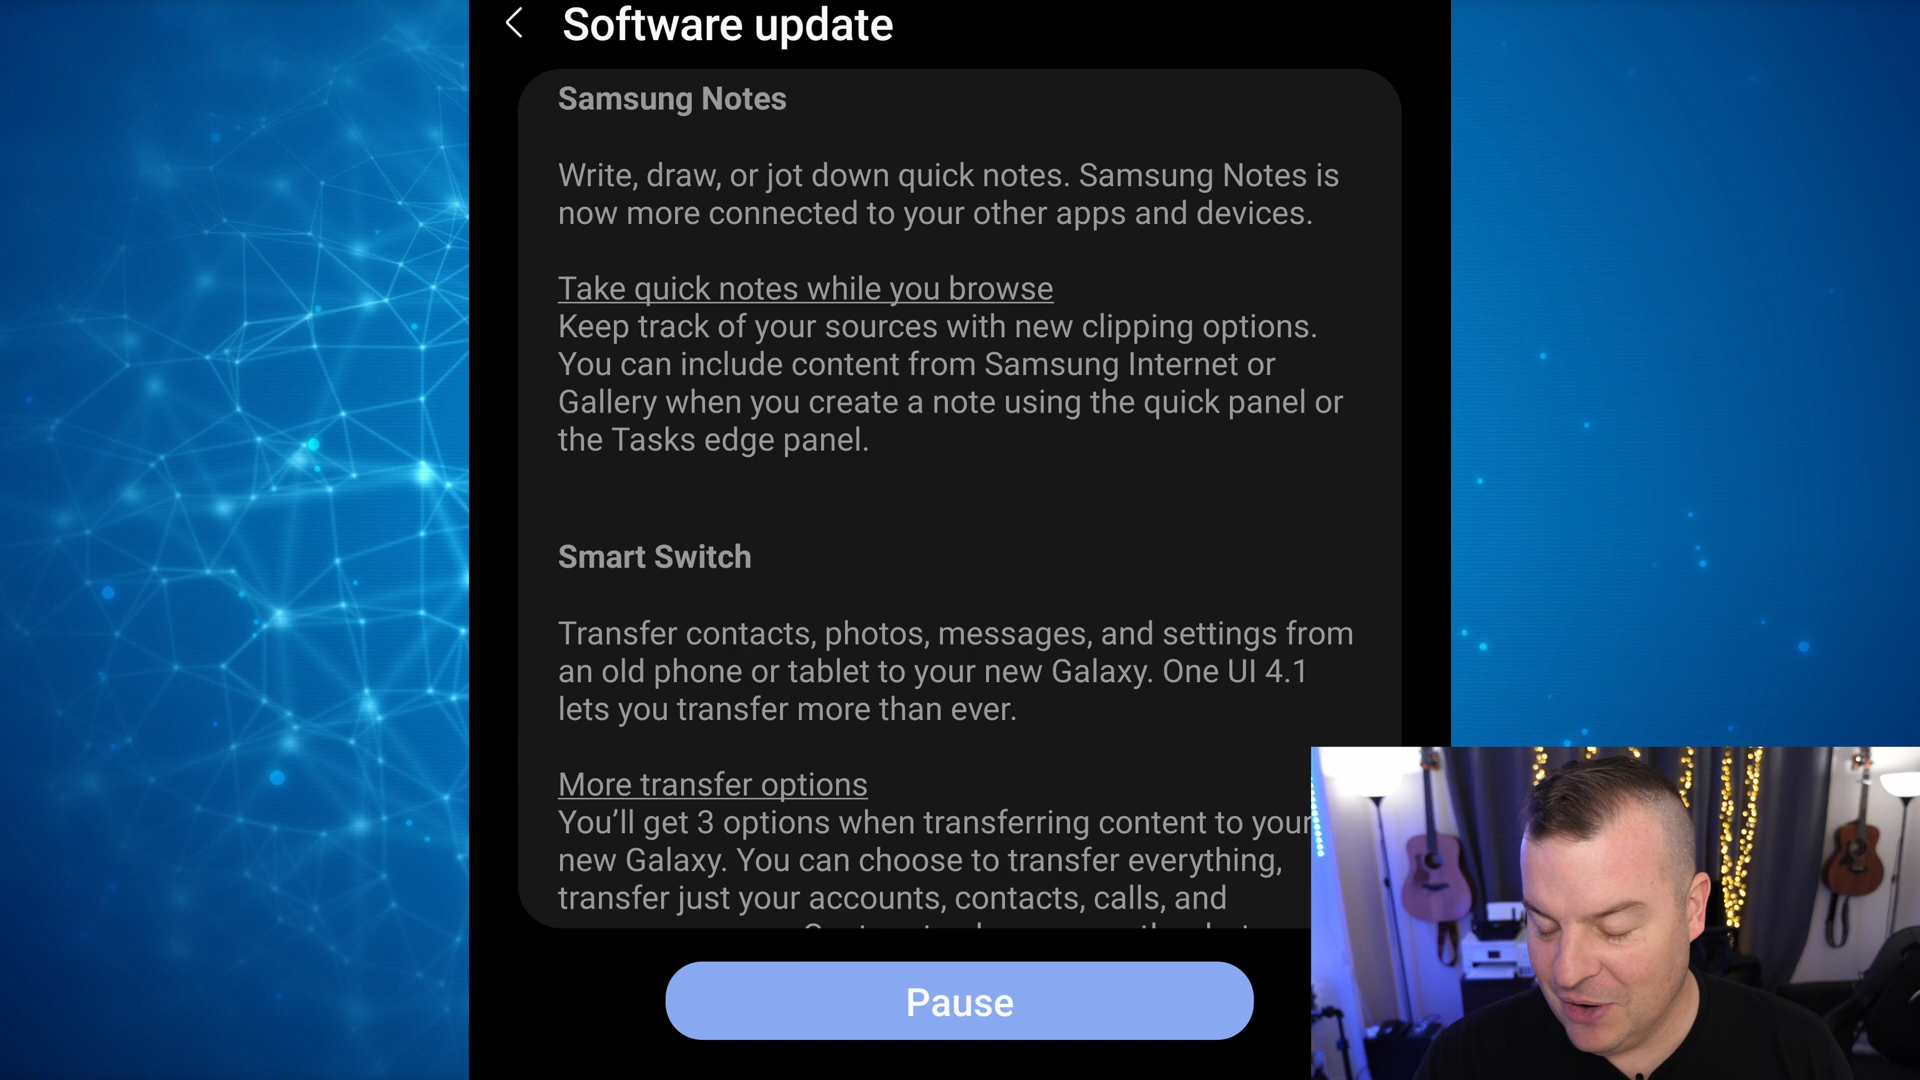 Software update
Samsung Notes
Write, draw, or jot down quick notes. Samsung Notes is
now more connected to your other apps and devices.
Take quick notes while you browse
Keep track of your sources with new clipping options.
You can include content from Samsung Internet or
Gallery when you create a note using the quick panel or
the Tasks edge panel.
Smart Switch
Transfer contacts, photos, messages, and settings from
an old phone or tablet to your new Galaxy. One UI 4.1
lets you transfer more than ever.
More transfer options
You’ll get 3 options when transferring content to your
new Galaxy. You can choose to transfer everything,
transfer just your accounts, contacts, calls, and
Pause